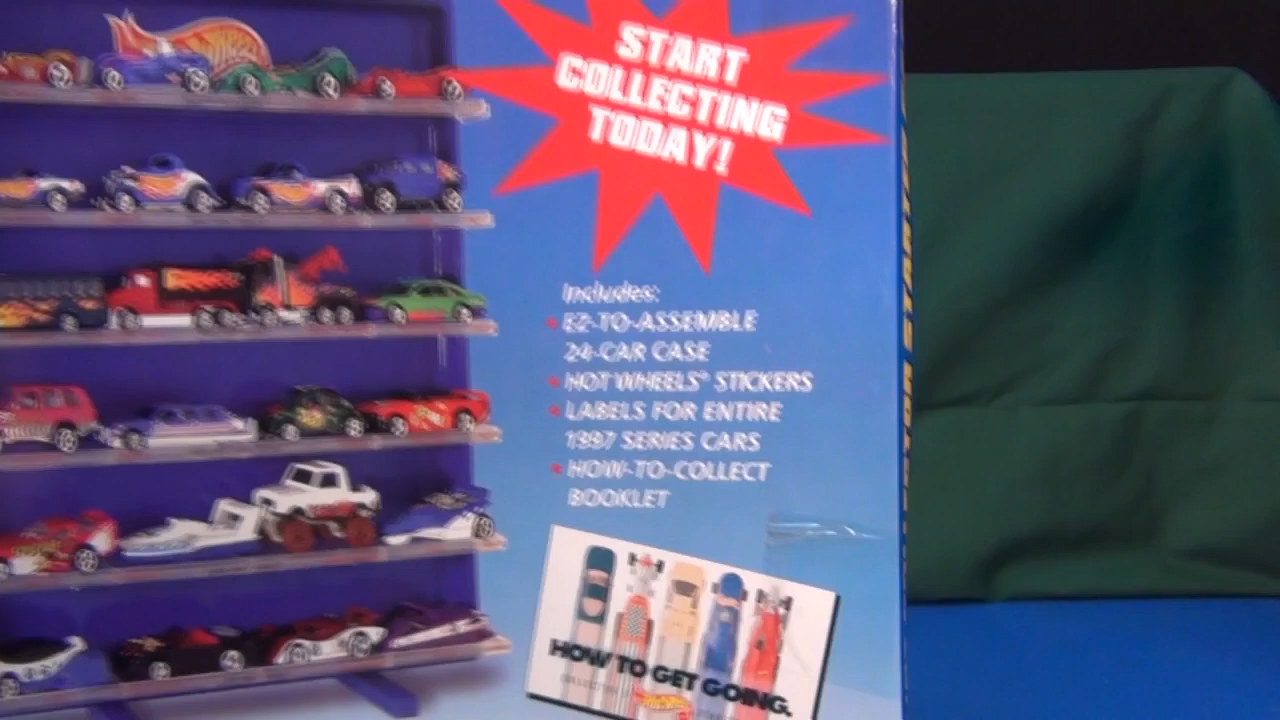 START
COLLECTING
TODAY!
Includes:
• EZ-TO-ASSEMBLE
24-CAR CASE
• HOT WHEELS® STICKERS
• LABELS FOR ENTIRE
1997 SERIES CARS
• HOW-TO-COLLECT
BOOKLET
HOW TO GET GOING.